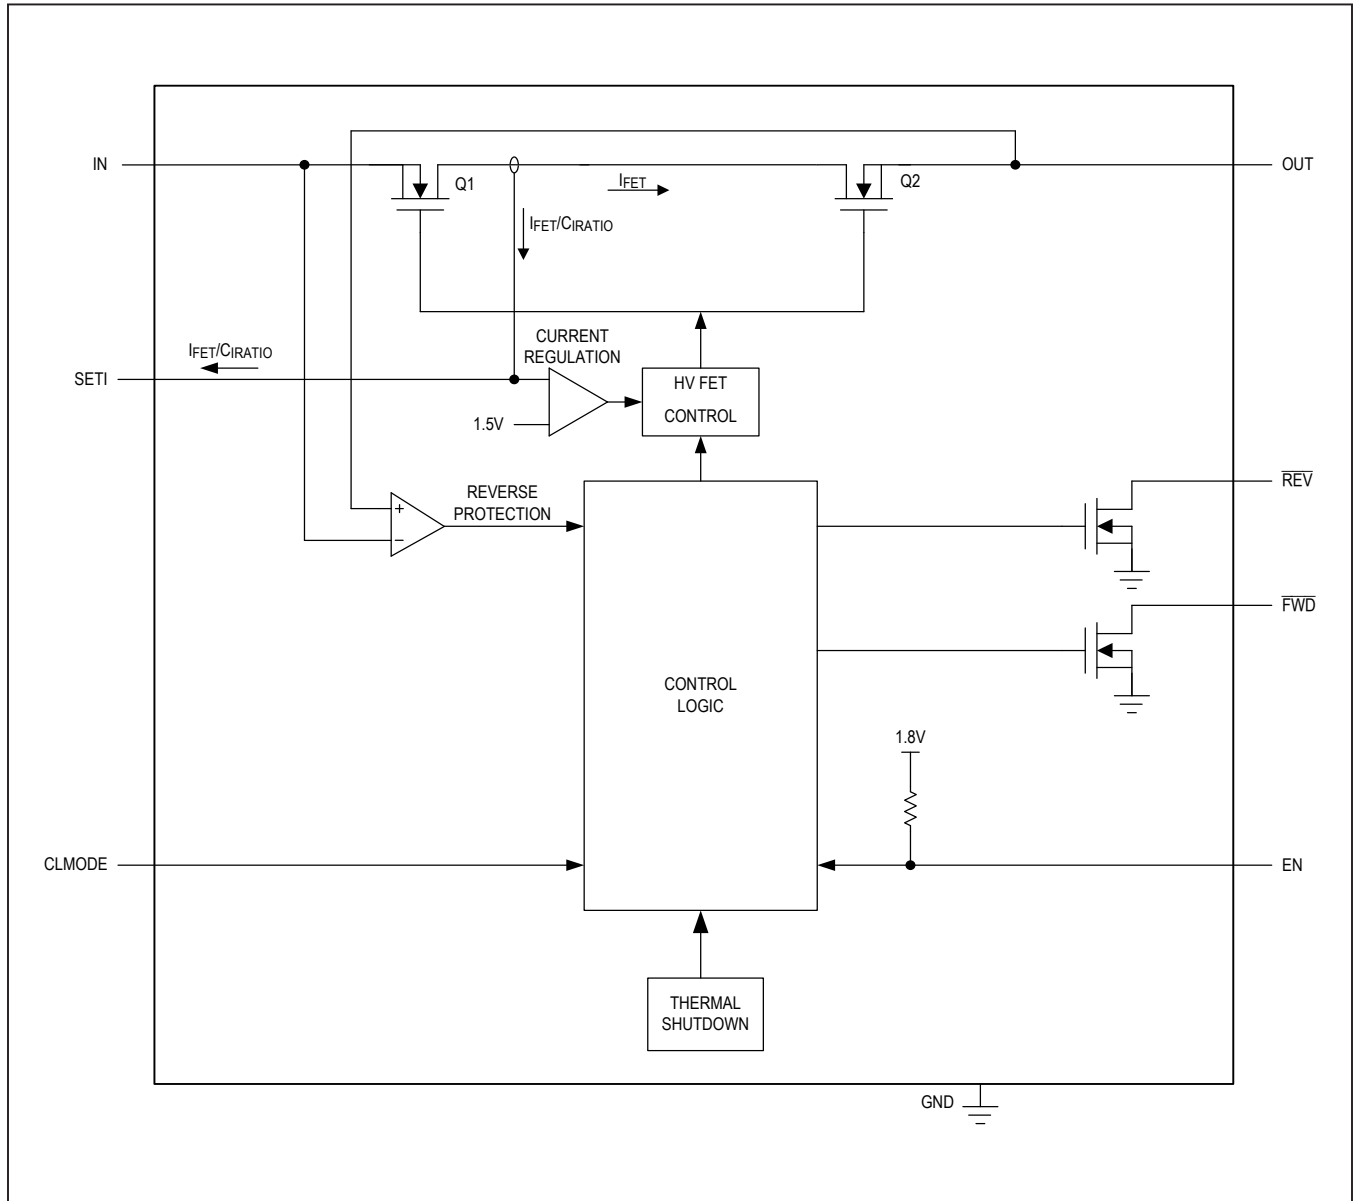 IN
Q1
IFET
Q2
OUT
IFET/CIRATIO
IFET/CIRATIO
CURRENT
REGULATION
SETI
HV FET
CONTROL
1.5V
REVERSE
PROTECTION
+
−
REV
FWD
CONTROL
LOGIC
1.8V
CLMODE
EN
THERMAL
SHUTDOWN
GND